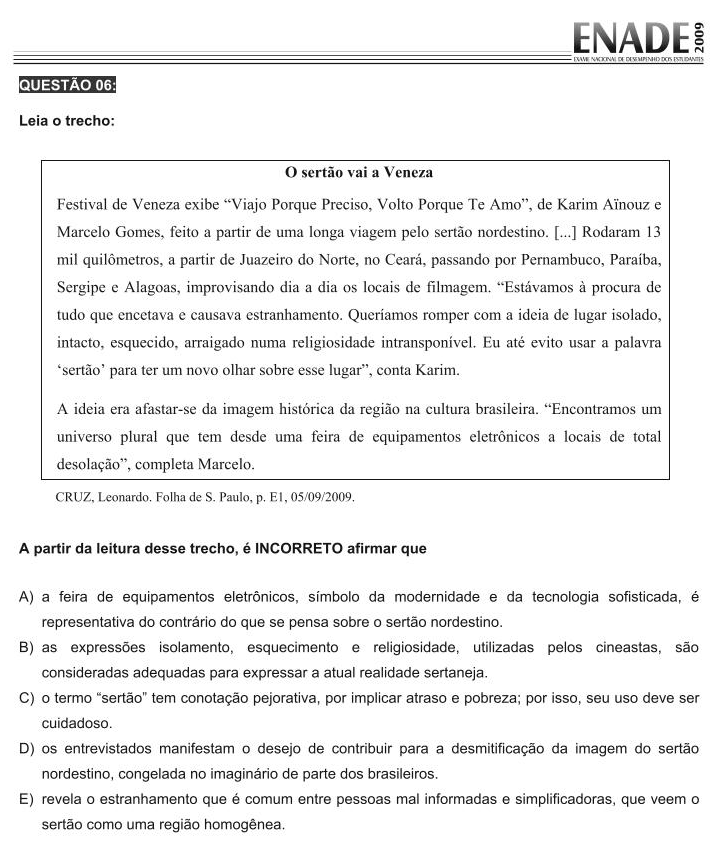 ENADE 2009
EXAME NACIONAL DE DESEMPENHO DOS ESTUDANTES
QUESTÃO 06:
Leia o trecho:
O sertão vai a Veneza
Festival de Veneza exibe “Viajo Porque Preciso, Volto Porque Te Amo”, de Karim Aïnouz e
Marcelo Gomes, feito a partir de uma longa viagem pelo sertão nordestino. [...] Rodaram 13
mil quilômetros, a partir de Juazeiro do Norte, no Ceará, passando por Pernambuco, Paraíba,
Sergipe e Alagoas, improvisando dia a dia os locais de filmagem. “Estávamos à procura de
tudo que encetava e causava estranhamento. Queríamos romper com a ideia de lugar isolado,
intacto, esquecido, arraigado numa religiosidade intransponível. Eu até evito usar a palavra
‘sertão’ para ter um novo olhar sobre esse lugar”, conta Karim.
A ideia era afastar-se da imagem histórica da região na cultura brasileira. “Encontramos um
universo plural que tem desde uma feira de equipamentos eletrônicos a locais de total
desolação”, completa Marcelo.
CRUZ, Leonardo. Folha de S. Paulo, p. E1, 05/09/2009.
A partir da leitura desse trecho, é INCORRETO afirmar que
A) a feira de equipamentos eletrônicos, símbolo da modernidade e da tecnologia sofisticada, é
representativa do contrário do que se pensa sobre o sertão nordestino.
B) as expressões isolamento, esquecimento e religiosidade, utilizadas pelos cineastas, são
consideradas adequadas para expressar a atual realidade sertaneja.
C) o termo “sertão” tem conotação pejorativa, por implicar atraso e pobreza; por isso, seu uso deve ser
cuidadoso.
D) os entrevistados manifestam o desejo de contribuir para a desmitificação da imagem do sertão
nordestino, congelada no imaginário de parte dos brasileiros.
E) revela o estranhamento que é comum entre pessoas mal informadas e simplificadoras, que veem o
sertão como uma região homogênea.